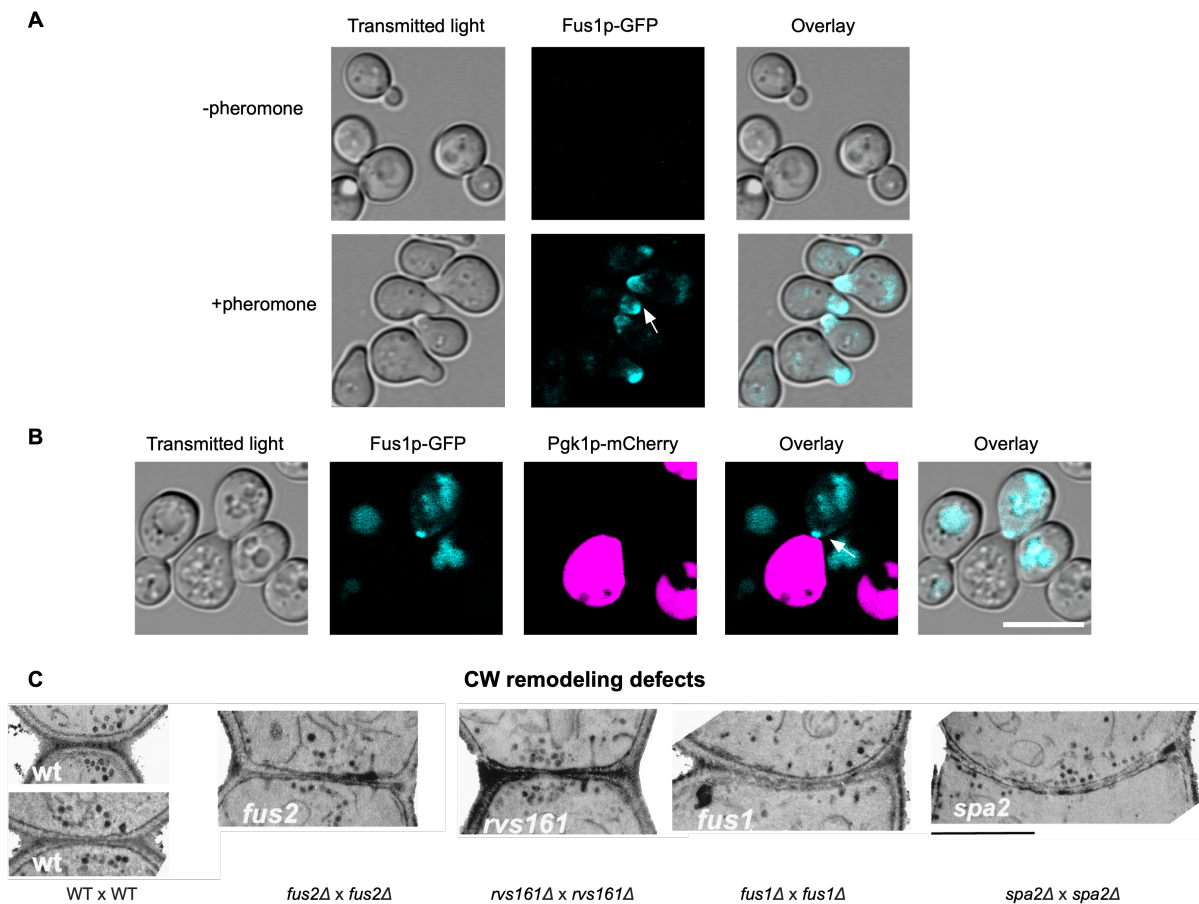 A
Transmitted light Fus1p-GFP Overlay
-pheromone
+pheromone
B
Transmitted light Fus1p-GFP Pgk1p-mCherry Overlay Overlay
C CW remodeling defects
wt
fus2 rvs161 fus1 spa2
wt
WT x WT fus2Δ x fus2Δ rvs161Δ x rvs161Δ fus1Δ x fus1Δ spa2Δ x spa2Δ